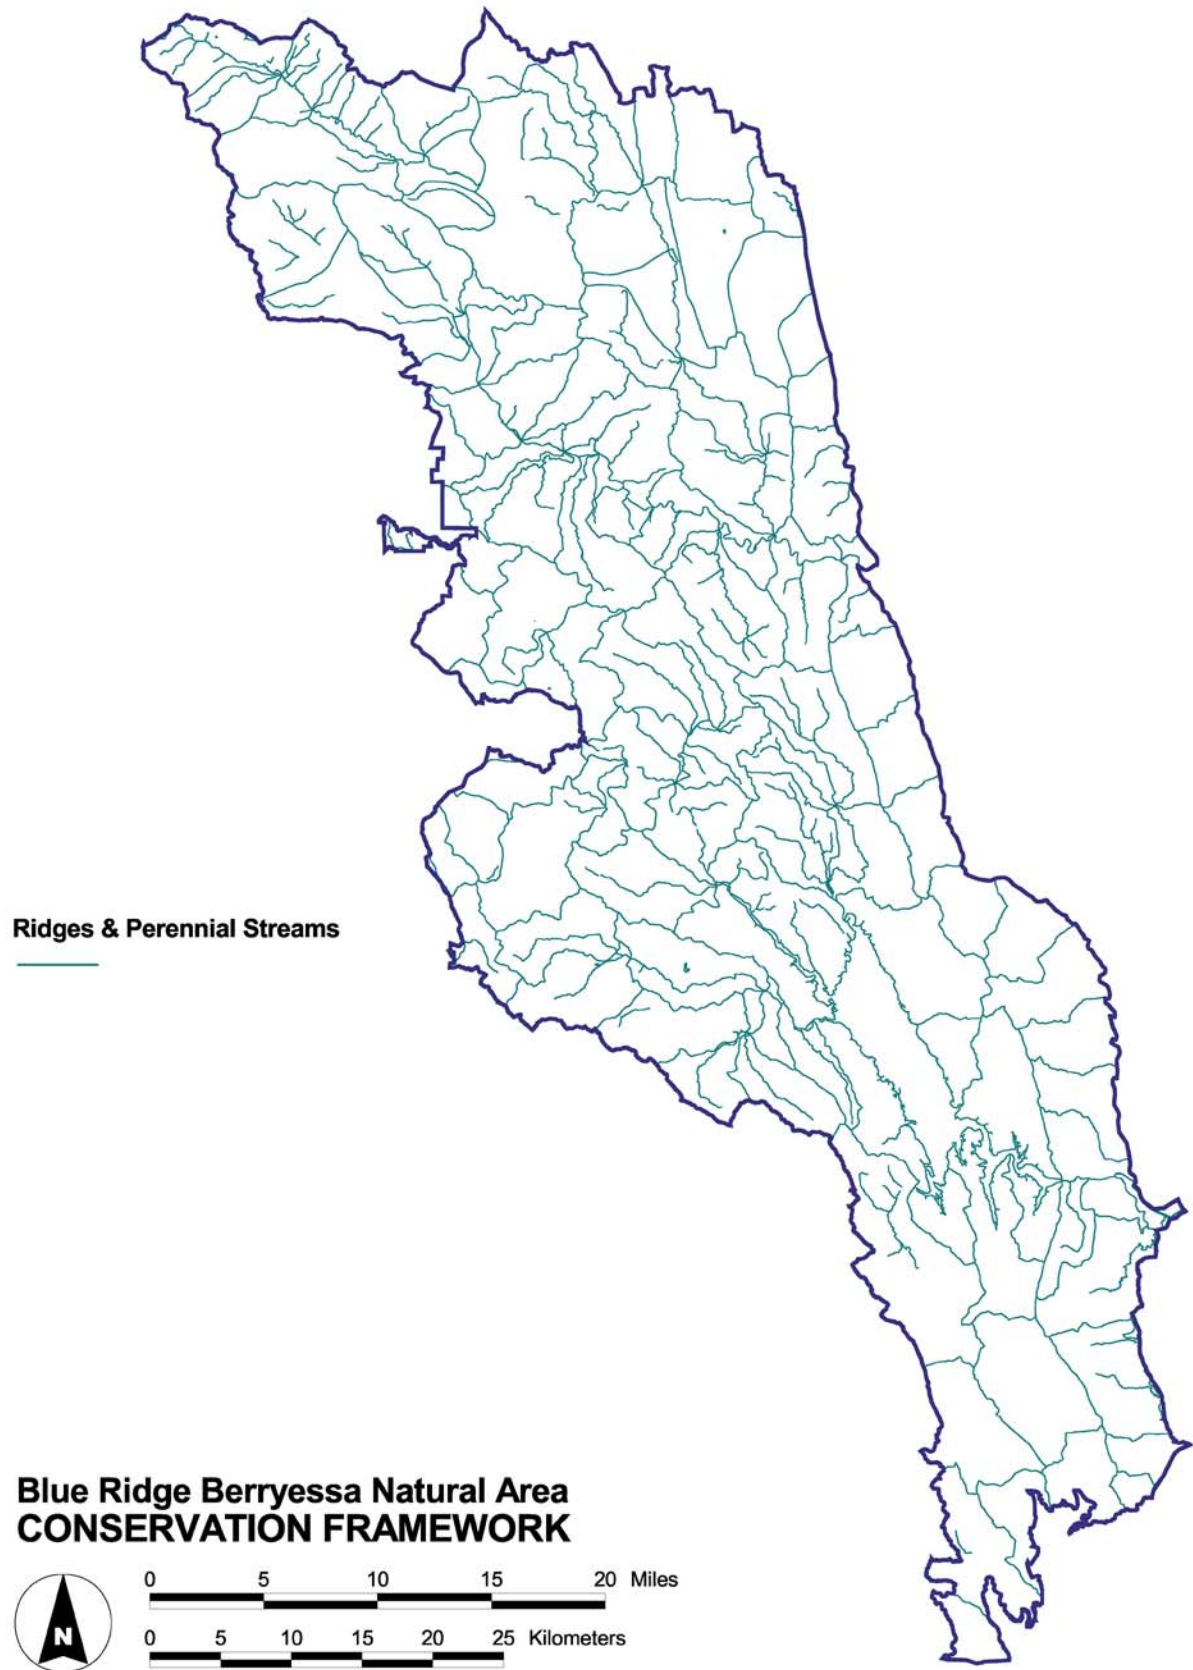 Ridges & Perennial Streams
Blue Ridge Berryessa Natural Area
CONSERVATION FRAMEWORK
0 5 10 15 20 Miles
N
0 5 10 15 20 25 Kilometers